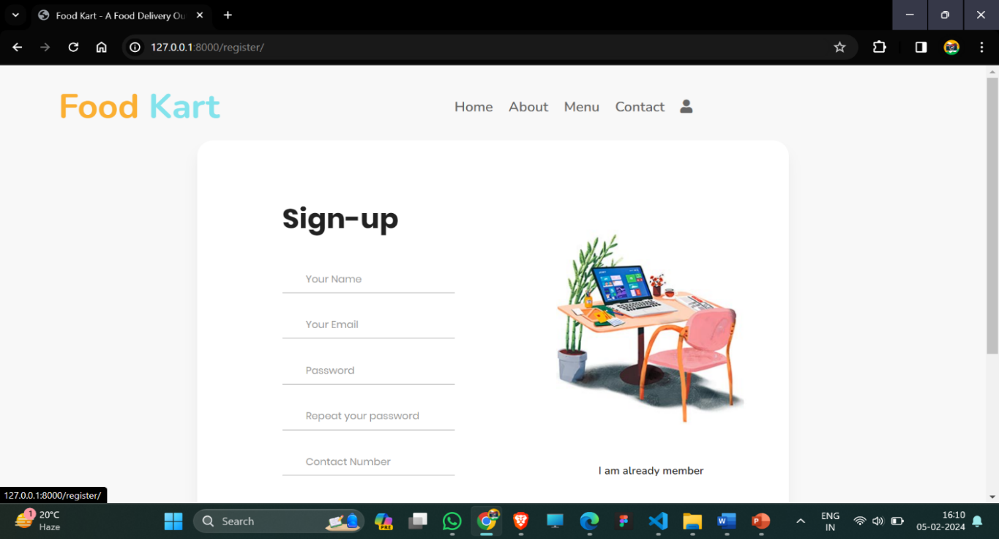 Food Kart - A Food Delivery Ou
127.0.0.1:8000/register/
Food Kart
Home About Menu Contact
Sign-up
Your Name
Your Email
Password
Repeat your password
Contact Number
I am already member
127.0.0.1:8000/register/
1
20°C
Haze
Search
PRE
ENG
IN
16:10
05-02-2024